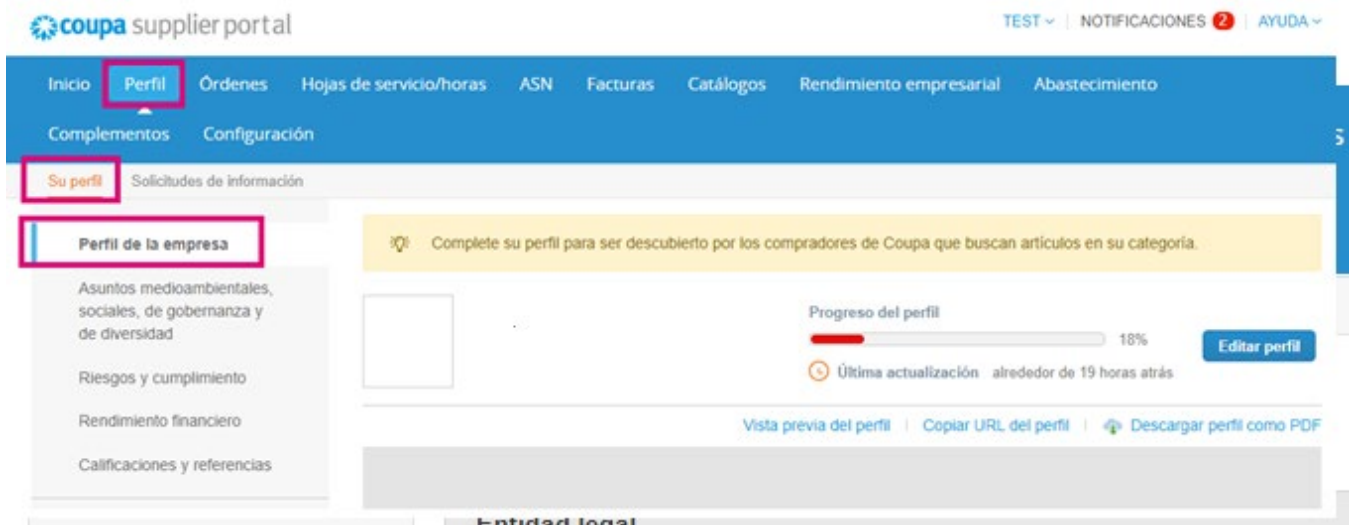 coupa supplier portal
TEST NOTIFICACIONES 2 AYUDA
Inicio Perfil Órdenes Hojas de servicio/horas ASN Facturas Catálogos Rendimiento empresarial Abastecimiento
Complementos Configuración
s
Su perfil Solicitudes de información
Perfil de la empresa
Complete su perfil para ser descubierto por los compradores de Coupa que buscan artículos en su categoría.
Asuntos medioambientales,
sociales, de gobernanza y
de diversidad
Riesgos y cumplimiento
Rendimiento financiero
Calificaciones y referencias
Progreso del perfil
18%
Editar perfil
Última actualización alrededor de 19 horas atrás
Vista previa del perfil | Copiar URL del perfil | Descargar perfil como PDF
Entidad legal